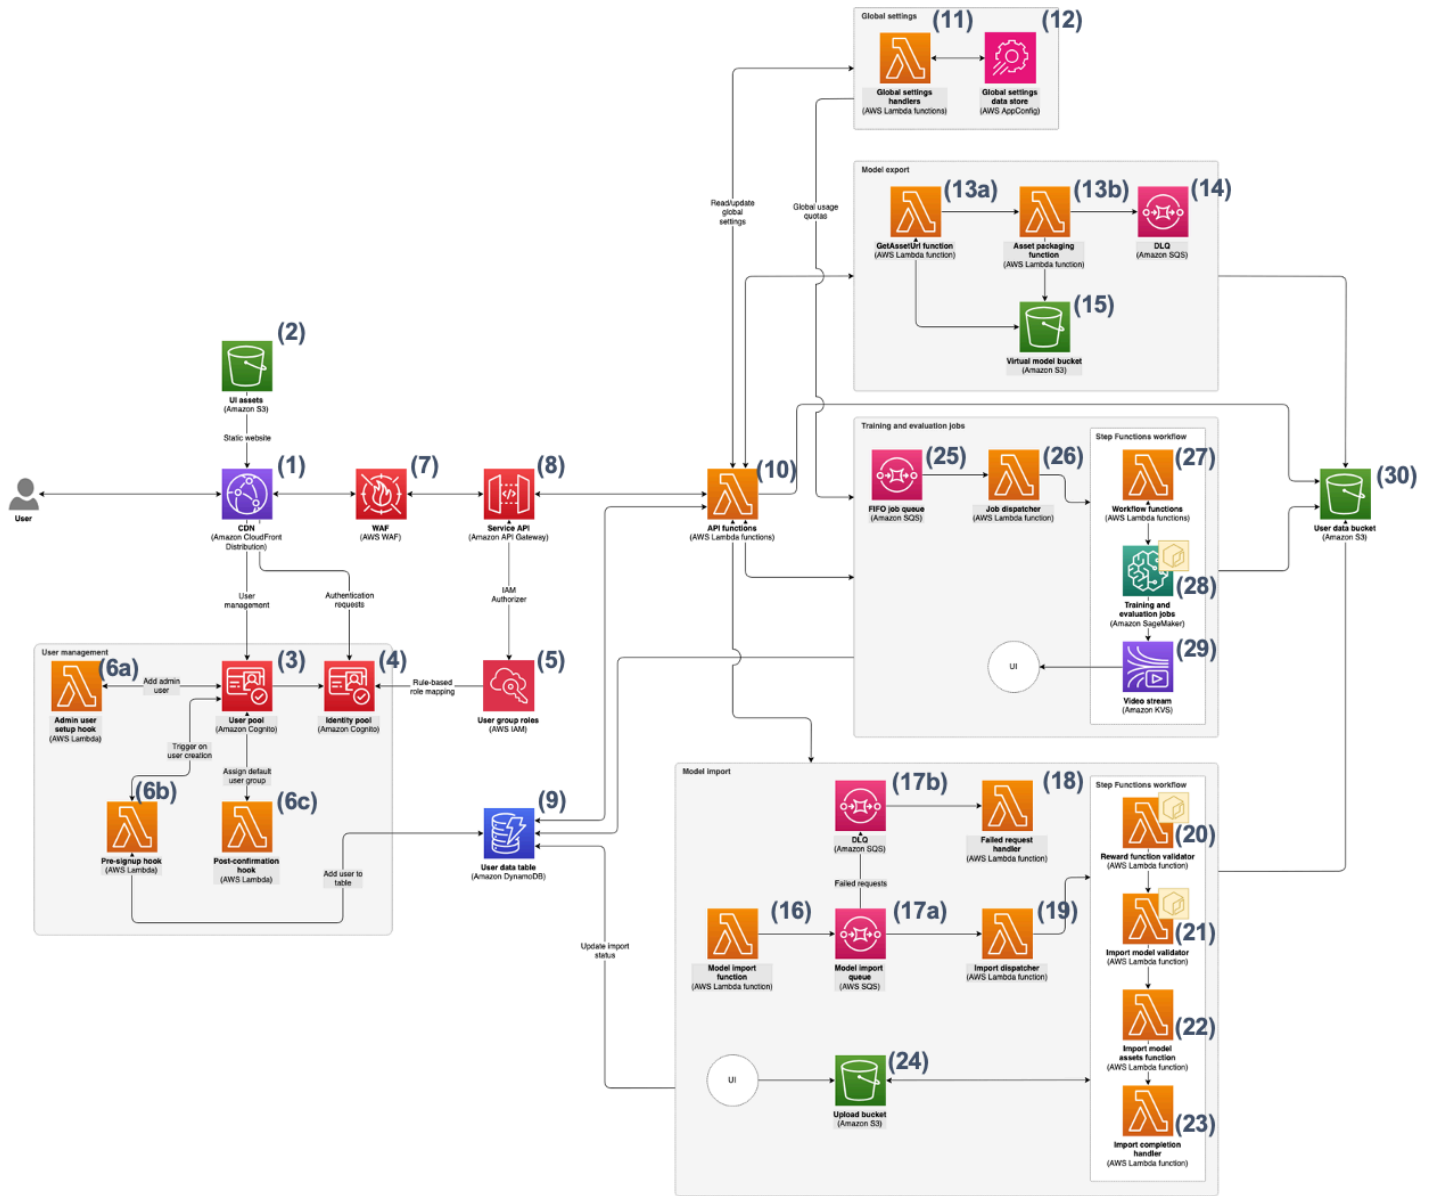 Global settings
(11)
(12)
Global settings
handlers
(AWS Lambda functions)
Global settings
data store
(AWS AppConfig)
Read/update
global
settings
Global usage
quotas
Model export
(13a)
(13b)
(14)
GetAssetUrl function
(AWS Lambda function)
Asset packaging
function
(AWS Lambda function)
DLQ
(Amazon SQS)
(15)
Virtual model bucket
(Amazon S3)
(2)
UI assets
(Amazon S3)
Static website
(1)
(7)
(8)
(10)
User
CDN
(Amazon CloudFront
Distribution)
WAF
(AWS WAF)
Service API
(Amazon API Gateway)
API functions
(AWS Lambda functions)
User
management
Authentication
requests
IAM
Authorizer
Training and evaluation jobs
Step Functions workflow
(25)
(26)
(27)
FIFO job queue
(Amazon SQS)
Job dispatcher
(AWS Lambda function)
Workflow functions
(AWS Lambda functions)
(28)
Training and
evaluation jobs
(Amazon SageMaker)
(29)
UI
Video stream
(Amazon KVS)
(30)
User data bucket
(Amazon S3)
User management
(6a)
(3)
(4)
(5)
Add admin
user
Rule-based
role mapping
Admin user
setup hook
(AWS Lambda)
User pool
(Amazon Cognito)
Identity pool
(Amazon Cognito)
User group roles
(AWS IAM)
Trigger on
user creation
Assign default
user group
(6b)
(6c)
Pre-signup hook
(AWS Lambda)
Post-confirmation
hook
(AWS Lambda)
Add user to
table
(9)
User data table
(Amazon DynamoDB)
Update import
status
Model import
(17b)
(18)
DLQ
(Amazon SQS)
Failed request
handler
(AWS Lambda function)
Failed requests
(16)
(17a)
(19)
Model import
function
(AWS Lambda function)
Model import
queue
(AWS SQS)
Import dispatcher
(AWS Lambda function)
UI
(24)
Upload bucket
(Amazon S3)
Step Functions workflow
(20)
Reward function validator
(AWS Lambda function)
(21)
Import model validator
(AWS Lambda function)
(22)
Import model
assets function
(AWS Lambda function)
(23)
Import completion
handler
(AWS Lambda function)